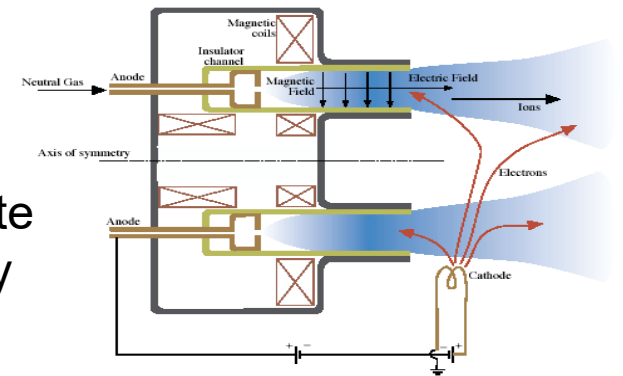 Magnetic
coils
Insulator
channel
Neutral Gas
Anode
Magnetic
Field
Electric Field
Ions
Axis of symmetry
Electrons
te
Anode
y
Cathode
+ −
− +